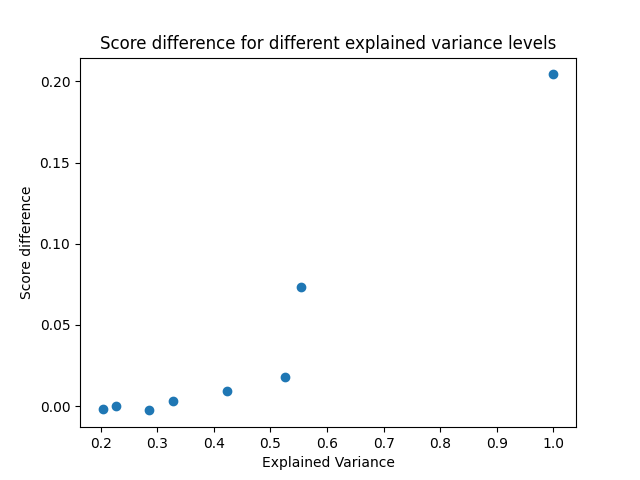 Score difference for different explained variance levels
0.20
0.15
0.10
0.05
0.00
Score difference
0.2 0.3 0.4 0.5 0.6 0.7 0.8 0.9 1.0
Explained Variance